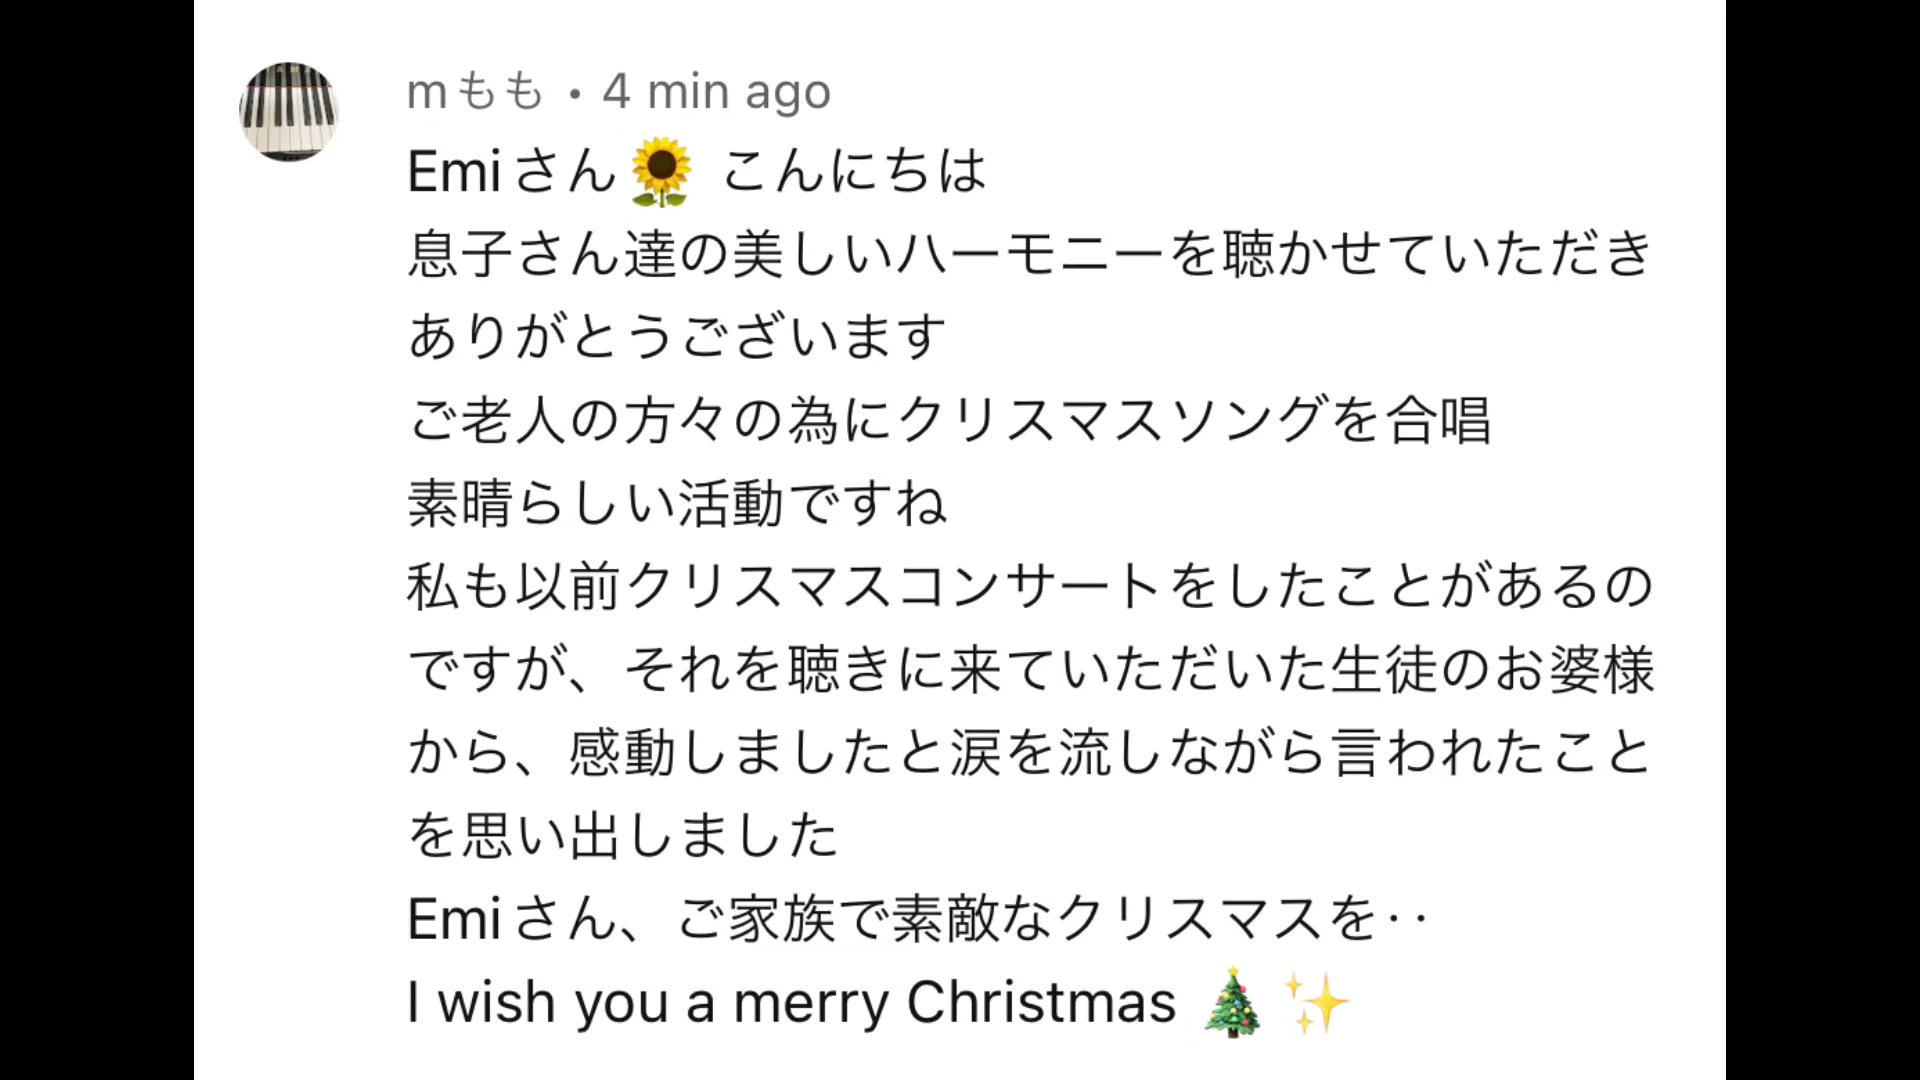 mもも • 4 min ago
Emiさん🌻 こんにちは
息子さん達の美しいハーモニーを聴かせていただき
ありがとうございます
ご老人の方々の為にクリスマスソングを合唱
素晴らしい活動ですね
私も以前クリスマスコンサートをしたことがあるの
ですが、それを聴きに来ていただいた生徒のお婆様
から、感動しましたと涙を流しながら言われたこと
を思い出しました
Emiさん、ご家族で素敵なクリスマスを‥
I wish you a merry Christmas 🎄 ✨